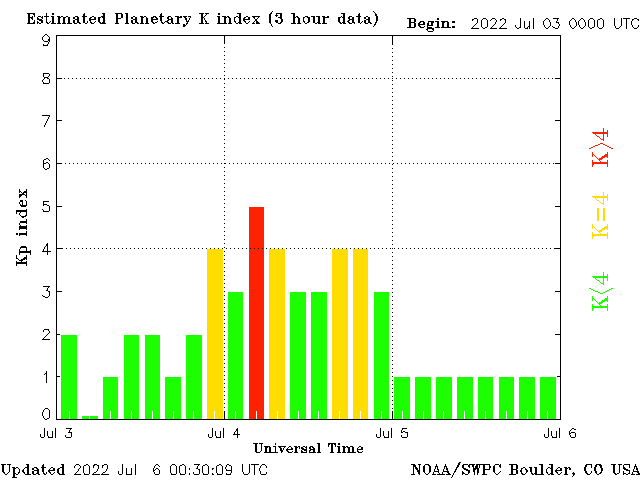 Estimated Planetary K index (3 hour data)
Begin: 2022 Jul 03 0000 UTC
9
8
7
6
5
4
3
2
1
0
Kp index
K>4
K=4
K<4
Jul 3
Jul 4
Jul 5
Jul 6
Universal Time
Updated 2022 Jul 6 00:30:09 UTC
NOAA/SWPC Boulder, CO USA